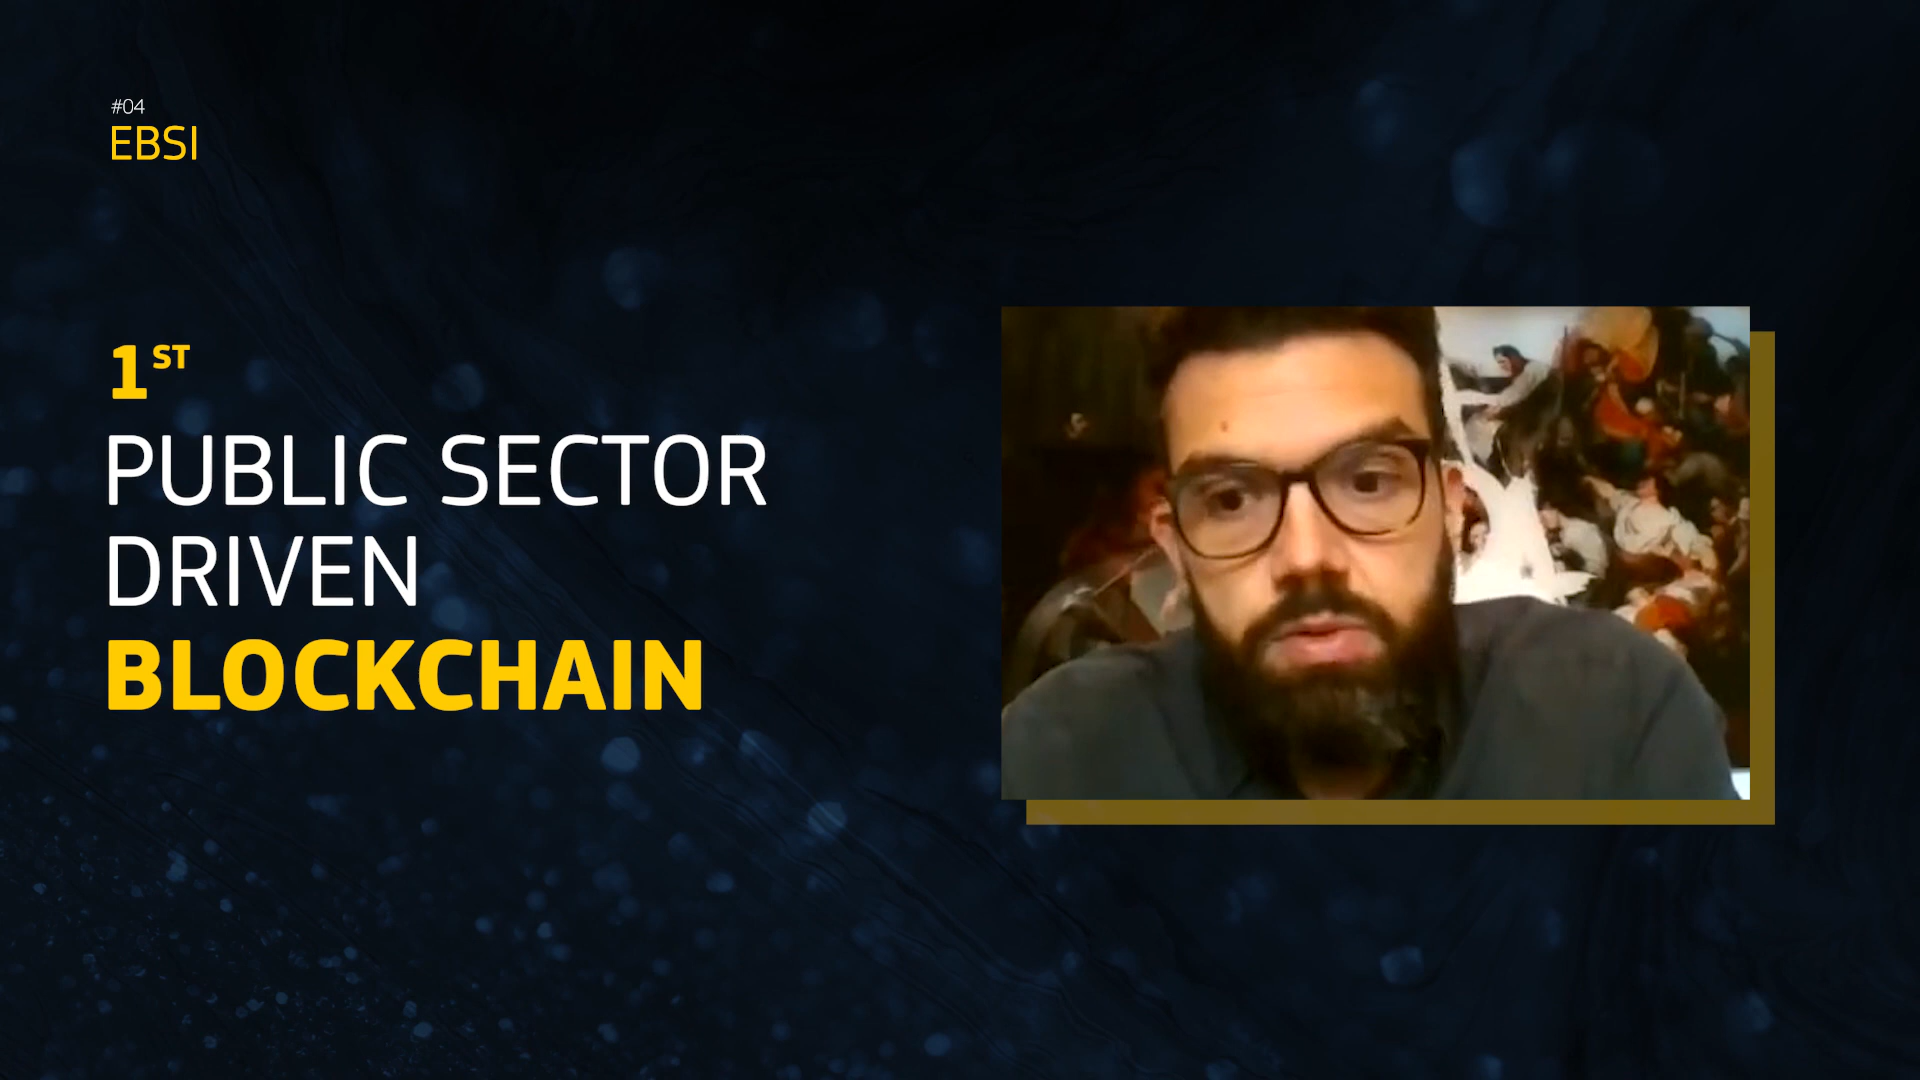 #04
EBSI
1ST
PUBLIC SECTOR
DRIVEN
BLOCKCHAIN